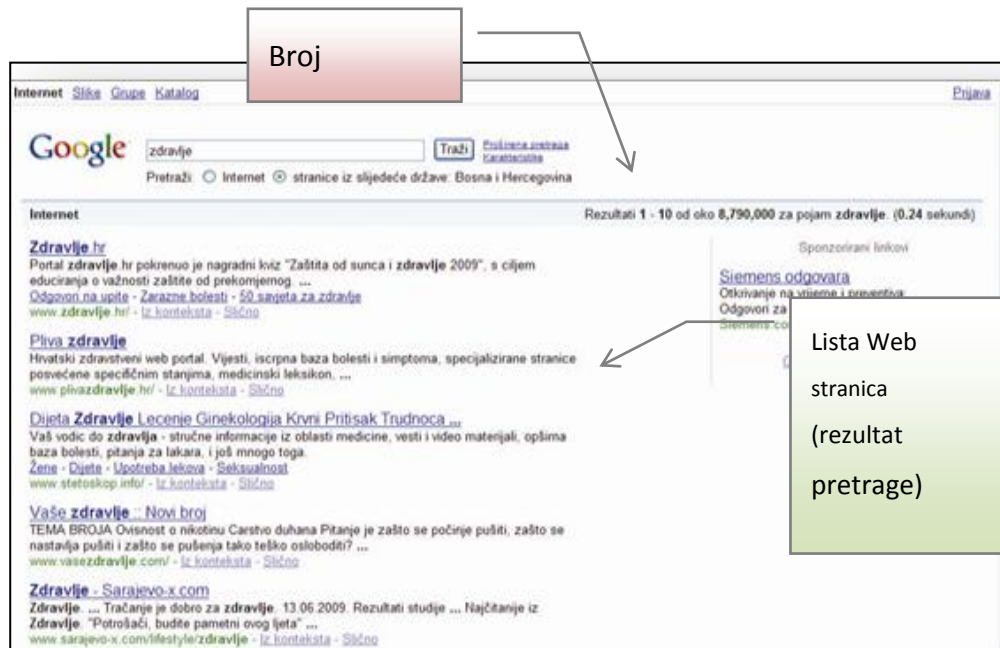 Broj
Internet Slike Grupe Katalog
Prijava
Google
zdravlje
Traži
Proširena pretraga
Karakteristike
Pretraži: Internet stranice iz slijedeće države: Bosna i Hercegovina
Internet
Rezultati 1 - 10 od oko 8,790,000 za pojam zdravlje. (0.24 sekundi)
Zdravlje.hr
Portal zdravlje.hr pokrenuo je nagradni kviz "Zaštita od sunca i zdravlje 2009", s ciljem
educiranja o važnosti zaštite od prekomjernog. ...
Odgovori na upite - Zarazne bolesti - 50 savjeta za zdravlje
www.zdravlje.hr/ - Iz konteksta - Slično
Pliva zdravlje
Hrvatski zdravstveni web portal. Vijesti, iscrpna baza bolesti i simptoma, specijalizirane stranice
posvećene specifičnim stanjima, medicinski leksikon, ...
www.plivazdravlje.hr/ - Iz konteksta - Slično
Dijeta Zdravlje Lecenje Ginekologija Krvni Pritisak Trudnoca ...
Vaš vodic do zdravlja - stručne informacije iz oblasti medicine, vesti i video materijali, opširna
baza bolesti, pitanja za lakara, i još mnogo toga.
Žene - Dijete - Upotreba lekova - Seksualnost
www.stetoskop.info/ - Iz konteksta - Slično
Vaše zdravlje :: Novi broj
TEMA BROJA Ovisnost o nikotinu Carstvo duhana Pitanje je zašto se počinje pušiti, zašto se
nastavlja pušiti i zašto se pušenja tako teško osloboditi? ...
www.vasezdravlje.com/ - Iz konteksta - Slično
Zdravlje - Sarajevo-x.com
Zdravlje. ... Tračanje je dobro za zdravlje. 13.06.2009. Rezultati studije ... Najčitanije iz
Zdravlje. "Potrošači, budite pametni ovog ljeta" ...
www.sarajevo-x.com/lifestyle/zdravlje - Iz konteksta - Slično
Sponzorirani linkovi
Siemens odgovara
Otkrivanje na vrijeme i preventiva:
Odgovori za
Siemens.co
Lista Web
stranica
(rezultat
pretrage)